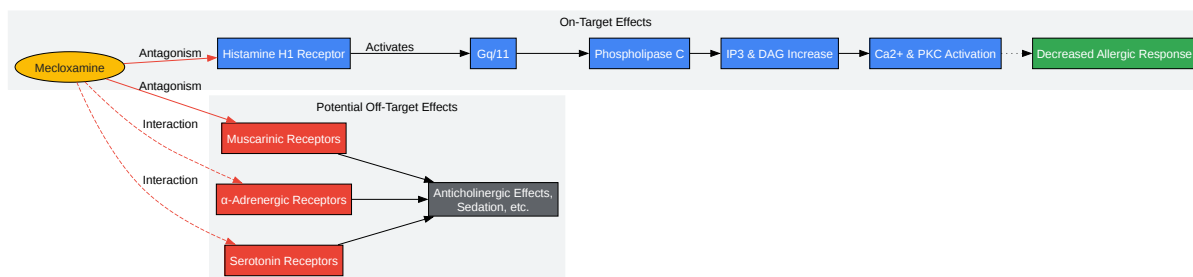 On-Target Effects
Mecloxamine
Antagonism
Histamine H1 Receptor
Activates
Gq/11
Phospholipase C
IP3 & DAG Increase
Ca2+ & PKC Activation
Decreased Allergic Response
Antagonism
Potential Off-Target Effects
Interaction
Muscarinic Receptors
Interaction
α-Adrenergic Receptors
Anticholinergic Effects,
Sedation, etc.
Serotonin Receptors